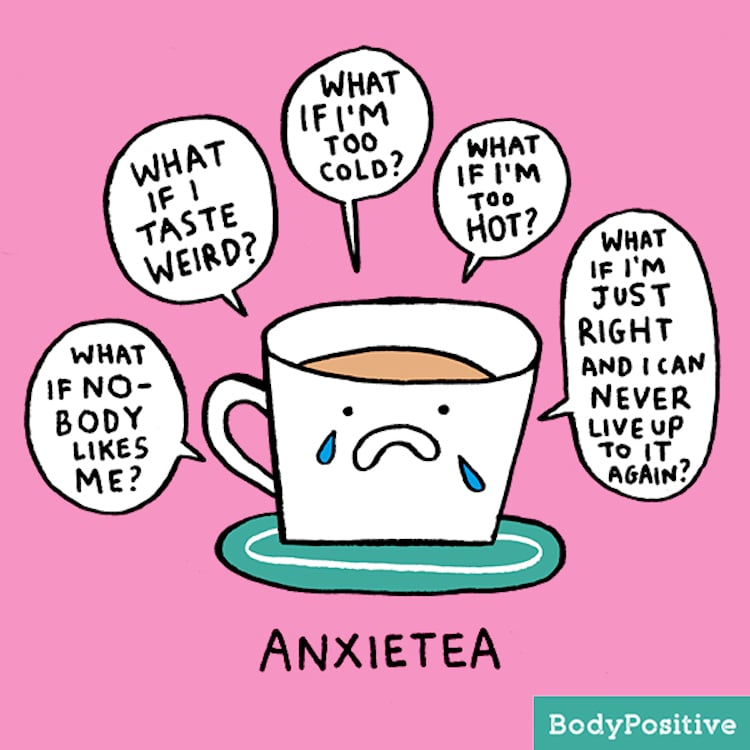 WHAT
IF NO-
BODY
LIKES
ME?
WHAT
IF I
TASTE
WEIRD?
WHAT
IF I'M
TOO
COLD?
WHAT
IF I'M
TOO
HOT?
WHAT
IF I'M
JUST
RIGHT
AND I CAN
NEVER
LIVE UP
TO IT
AGAIN?
ANXIETEA
BodyPositive